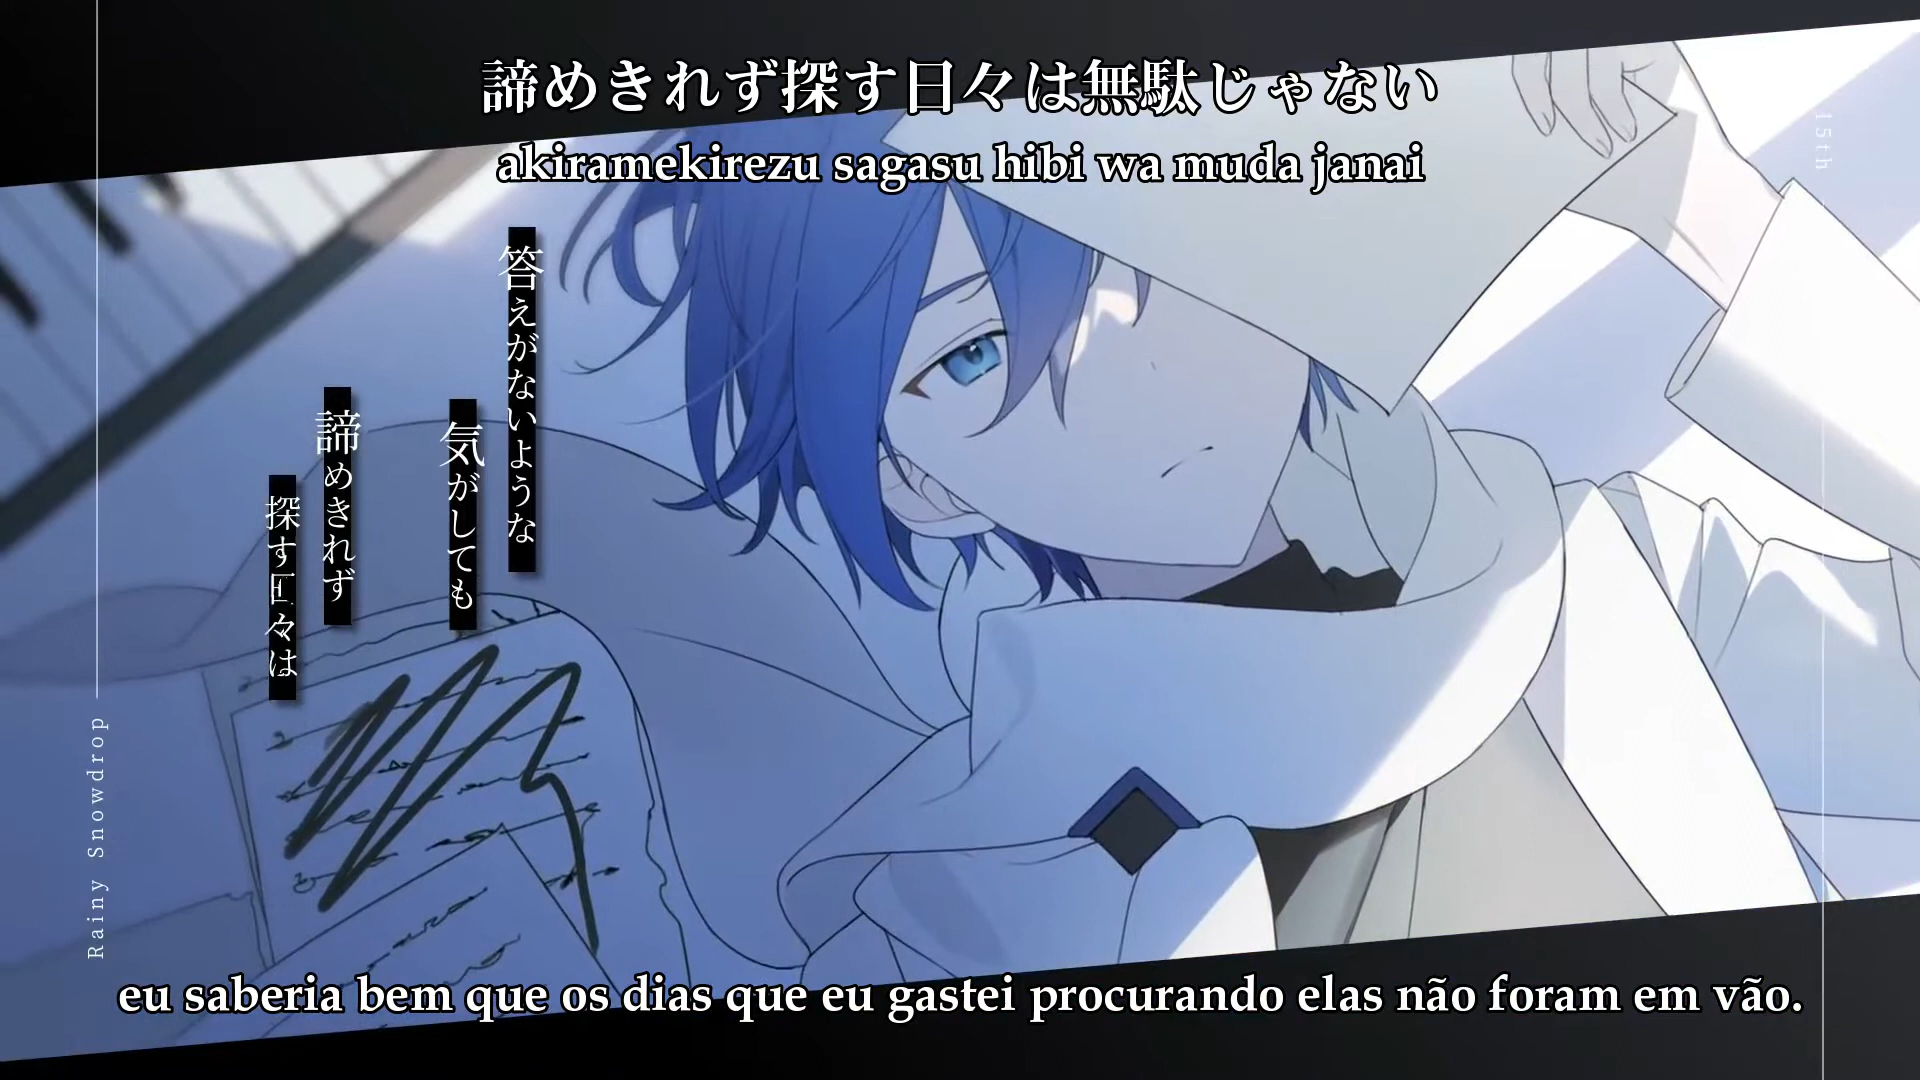 諦めきれず探す日々は無駄じゃない
akiramekirezu sagasu hibi wa muda janai
15th
答えがないような
気がしても
諦めきれず
探す日々は
Rainy Snowdrop
eu saberia bem que os dias que eu gastei procurando elas não foram em vão.